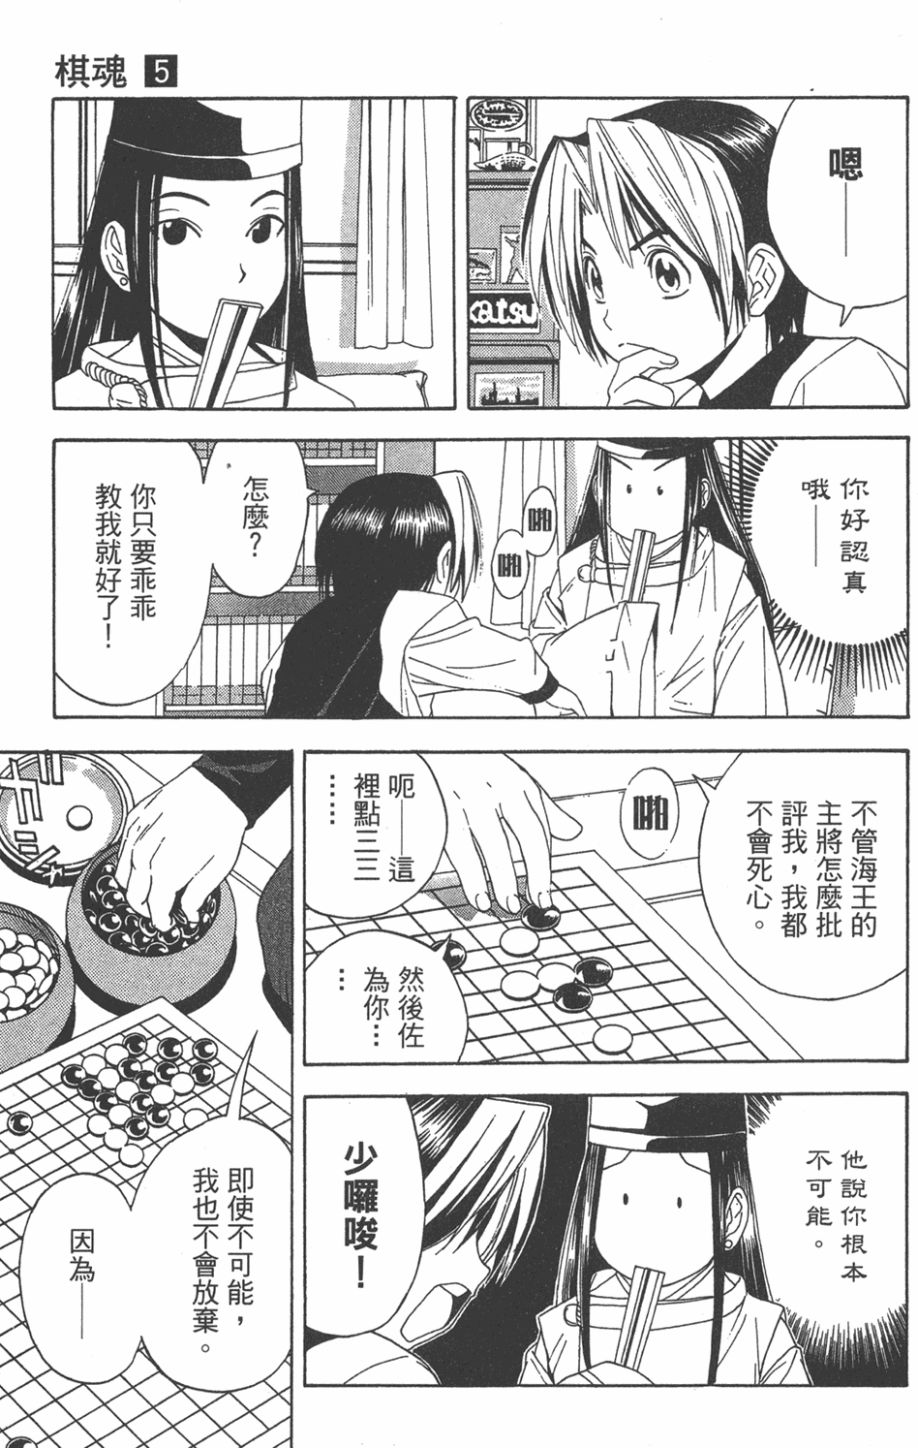 棋魂 5
嗯——
katsu
你好認真
哦——
啪
啪
怎麼?
你只要乖乖
教我就好了!
不管海王的
主將怎麼批
評我,我都
不會死心。
啪
呃——這
裡點三三
……
然後佐
為你…
…
他說你根本
不可能。
少囉唆!
即使不可能,
我也不會放棄。
因為——